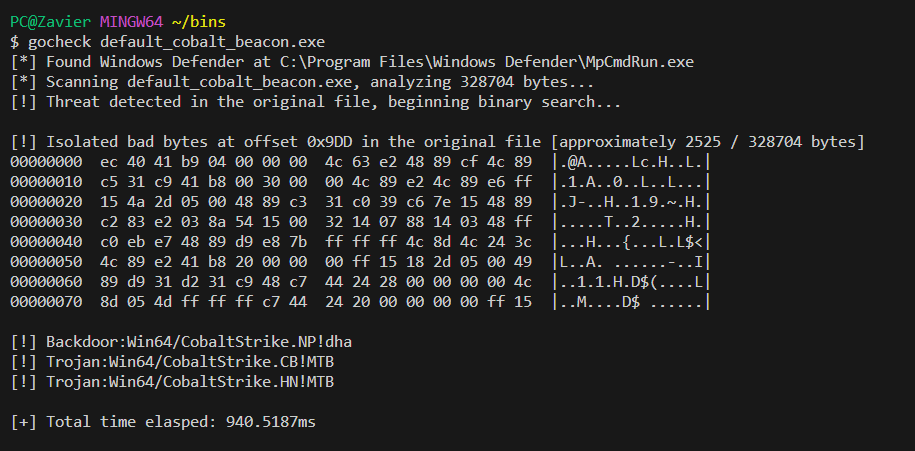 PC@Zavier MINGW64 ~/bins
$ gocheck default_cobalt_beacon.exe
[*] Found Windows Defender at C:\Program Files\Windows Defender\MpCmdRun.exe
[*] Scanning default_cobalt_beacon.exe, analyzing 328704 bytes...
[!] Threat detected in the original file, beginning binary search...
[!] Isolated bad bytes at offset 0x9DD in the original file [approximately 2525 / 328704 bytes]
00000000  ec 40 41 b9 04 00 00 00  4c 63 e2 48 89 cf 4c 89  |.@A.....Lc.H..L.|
00000010  c5 31 c9 41 b8 00 30 00  00 4c 89 e2 4c 89 e6 ff  |.1.A..0..L..L...|
00000020  15 4a 2d 05 00 48 89 c3  31 c0 39 c6 7e 15 48 89  |.J-..H..1.9.~.H.|
00000030  c2 83 e2 03 8a 54 15 00  32 14 07 88 14 03 48 ff  |.....T..2.....H.|
00000040  c0 eb e7 48 89 d9 e8 7b  ff ff ff 4c 8d 4c 24 3c  |...H...{...L.L$<|
00000050  4c 89 e2 41 b8 20 00 00  00 ff 15 18 2d 05 00 49  |L..A. ......-..I|
00000060  89 d9 31 d2 31 c9 48 c7  44 24 28 00 00 00 00 4c  |..1.1.H.D$(....L|
00000070  8d 05 4d ff ff ff c7 44  24 20 00 00 00 00 ff 15  |..M....D$ ......|
[!] Backdoor:Win64/CobaltStrike.NP!dha
[!] Trojan:Win64/CobaltStrike.CB!MTB
[!] Trojan:Win64/CobaltStrike.HN!MTB
[+] Total time elasped: 940.5187ms